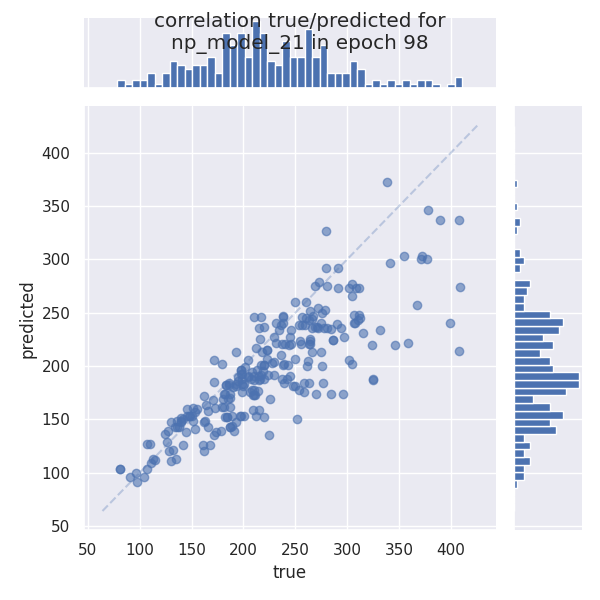 correlation true/predicted for
np_model_21 in epoch 98
400
350
300
250
200
150
100
50
predicted
50 100 150 200 250 300 350 400
true